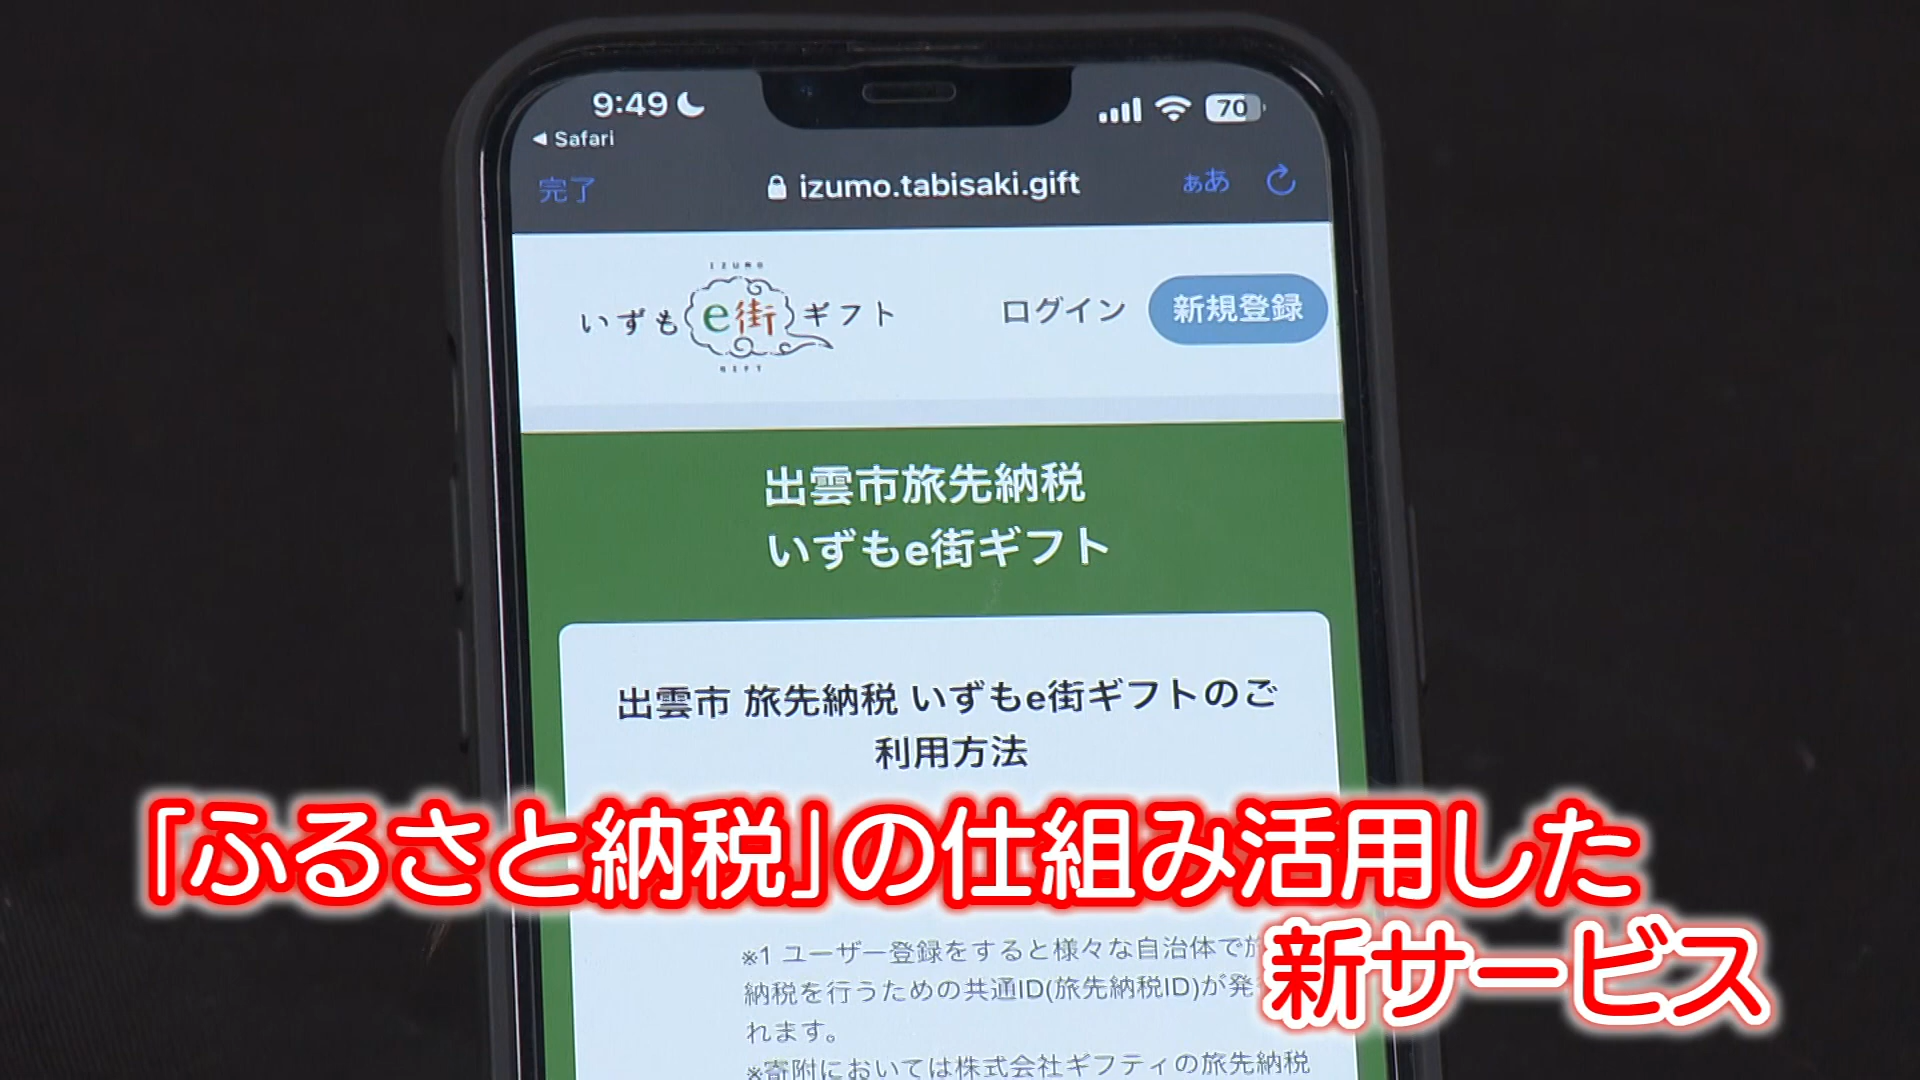 9:49
70
◀ Safari
完了
izumo.tabisaki.gift
ぁあ
IZUMO
いずもe街ギフト
GIFT
ログイン
新規登録
出雲市旅先納税
いずもe街ギフト
出雲市 旅先納税 いずもe街ギフトのご
利用方法
「ふるさと納税」の仕組み活用した
新サービス
※1 ユーザー登録をすると様々な自治体で
納税を行うための共通ID(旅先納税ID)が発
れます。
※寄附においては株式会社ギフティの旅先納税